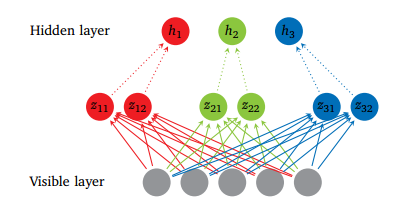 Hidden layer h₁ h₂ h₃
z₁₁ z₁₂ z₂₁ z₂₂ z₃₁ z₃₂
Visible layer